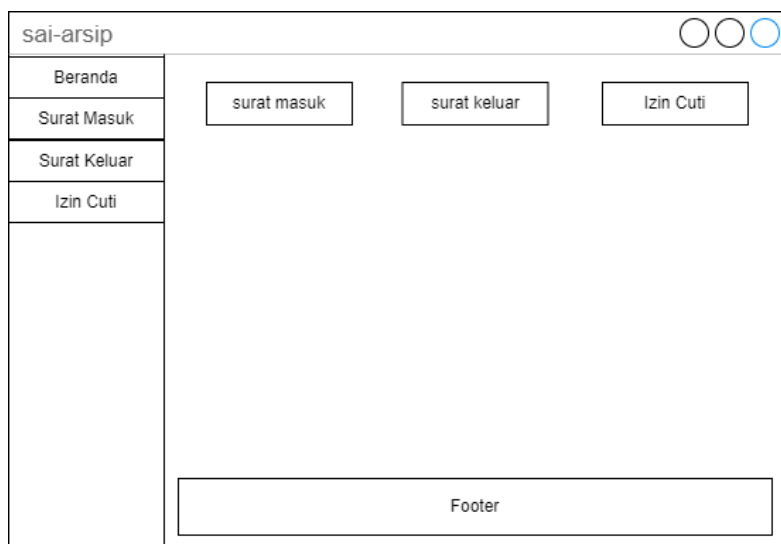 sai-arsip
Beranda
Surat Masuk
Surat Keluar
Izin Cuti
surat masuk
surat keluar
Izin Cuti
Footer